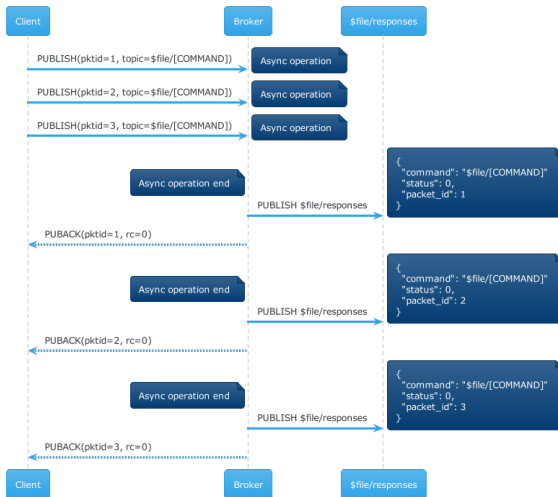 Client
Broker
$file/responses
PUBLISH(pktid=1, topic=$file/[COMMAND])
Async operation
PUBLISH(pktid=2, topic=$file/[COMMAND])
Async operation
PUBLISH(pktid=3, topic=$file/[COMMAND])
Async operation
{
"command": "$file/[COMMAND]"
"status": 0,
"packet_id": 1
}
Async operation end
PUBLISH $file/responses
PUBACK(pktid=1, rc=0)
{
"command": "$file/[COMMAND]"
"status": 0,
"packet_id": 2
}
Async operation end
PUBLISH $file/responses
PUBACK(pktid=2, rc=0)
{
"command": "$file/[COMMAND]"
"status": 0,
"packet_id": 3
}
Async operation end
PUBLISH $file/responses
PUBACK(pktid=3, rc=0)
Client
Broker
$file/responses